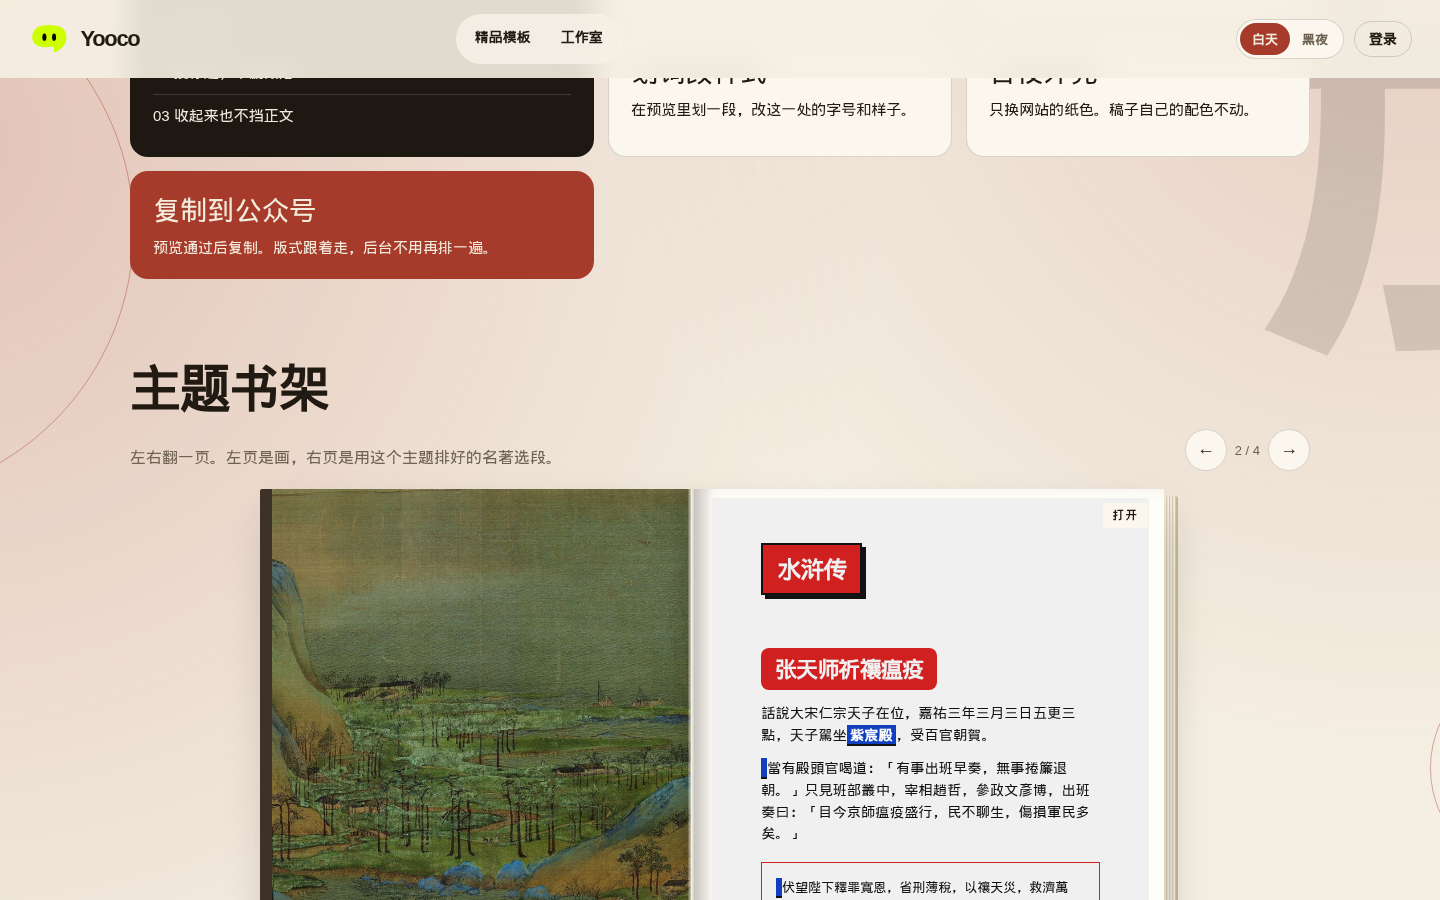 Yooco
精品模板
工作室
白天
黑夜
登录
03 收起来也不挡正文
在预览里划一段，改这一处的字号和样子。
只换网站的纸色。稿子自己的配色不动。
复制到公众号
预览通过后复制。版式跟着走，后台不用再排一遍。
主题书架
左右翻一页。左页是画，右页是用这个主题排好的名著选段。
←
2 / 4
→
打开
水浒传
张天师祈禳瘟疫
話說大宋仁宗天子在位，嘉祐三年三月三日五更三
點，天子駕坐紫宸殿，受百官朝賀。
當有殿頭官喝道：「有事出班早奏，無事捲簾退
朝。」只見班部叢中，宰相趙哲，參政文彥博，出班
奏曰：「目今京師瘟疫盛行，民不聊生，傷損軍民多
矣。」
伏望陛下釋罪寬恩，省刑薄稅，以禳天災，救濟萬